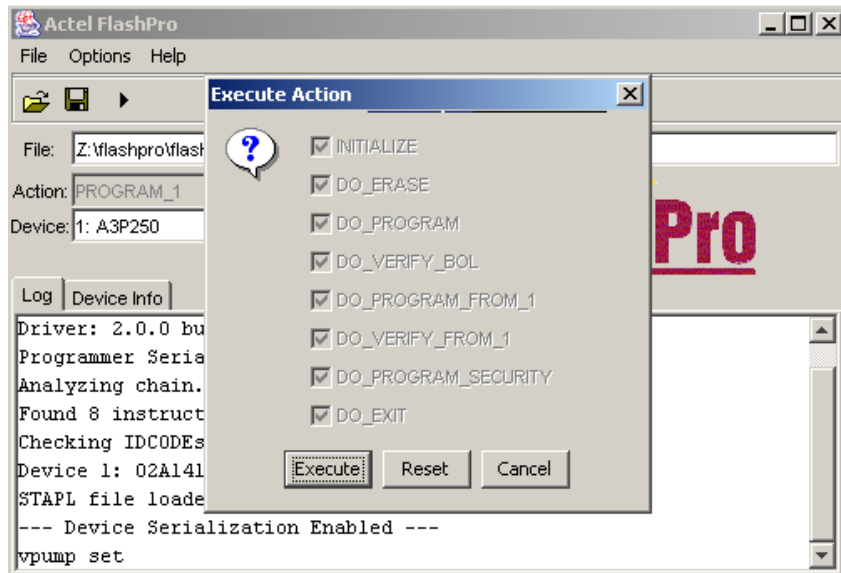 Actel FlashPro
File Options Help
Execute Action
File: Z:\flashpro\flash
INITIALIZE
Action: PROGRAM_1
DO_ERASE
Device: 1: A3P250
DO_PROGRAM
Pro
DO_VERIFY_BOL
DO_PROGRAM_FROM_1
DO_VERIFY_FROM_1
DO_PROGRAM_SECURITY
DO_EXIT
Execute Reset Cancel
Log Device Info
Driver: 2.0.0 bu
Programmer Seria
Analyzing chain.
Found 8 instruct
Checking IDCODEs
Device 1: 02A141
STAPL file loade
--- Device Serialization Enabled ---
vpump set